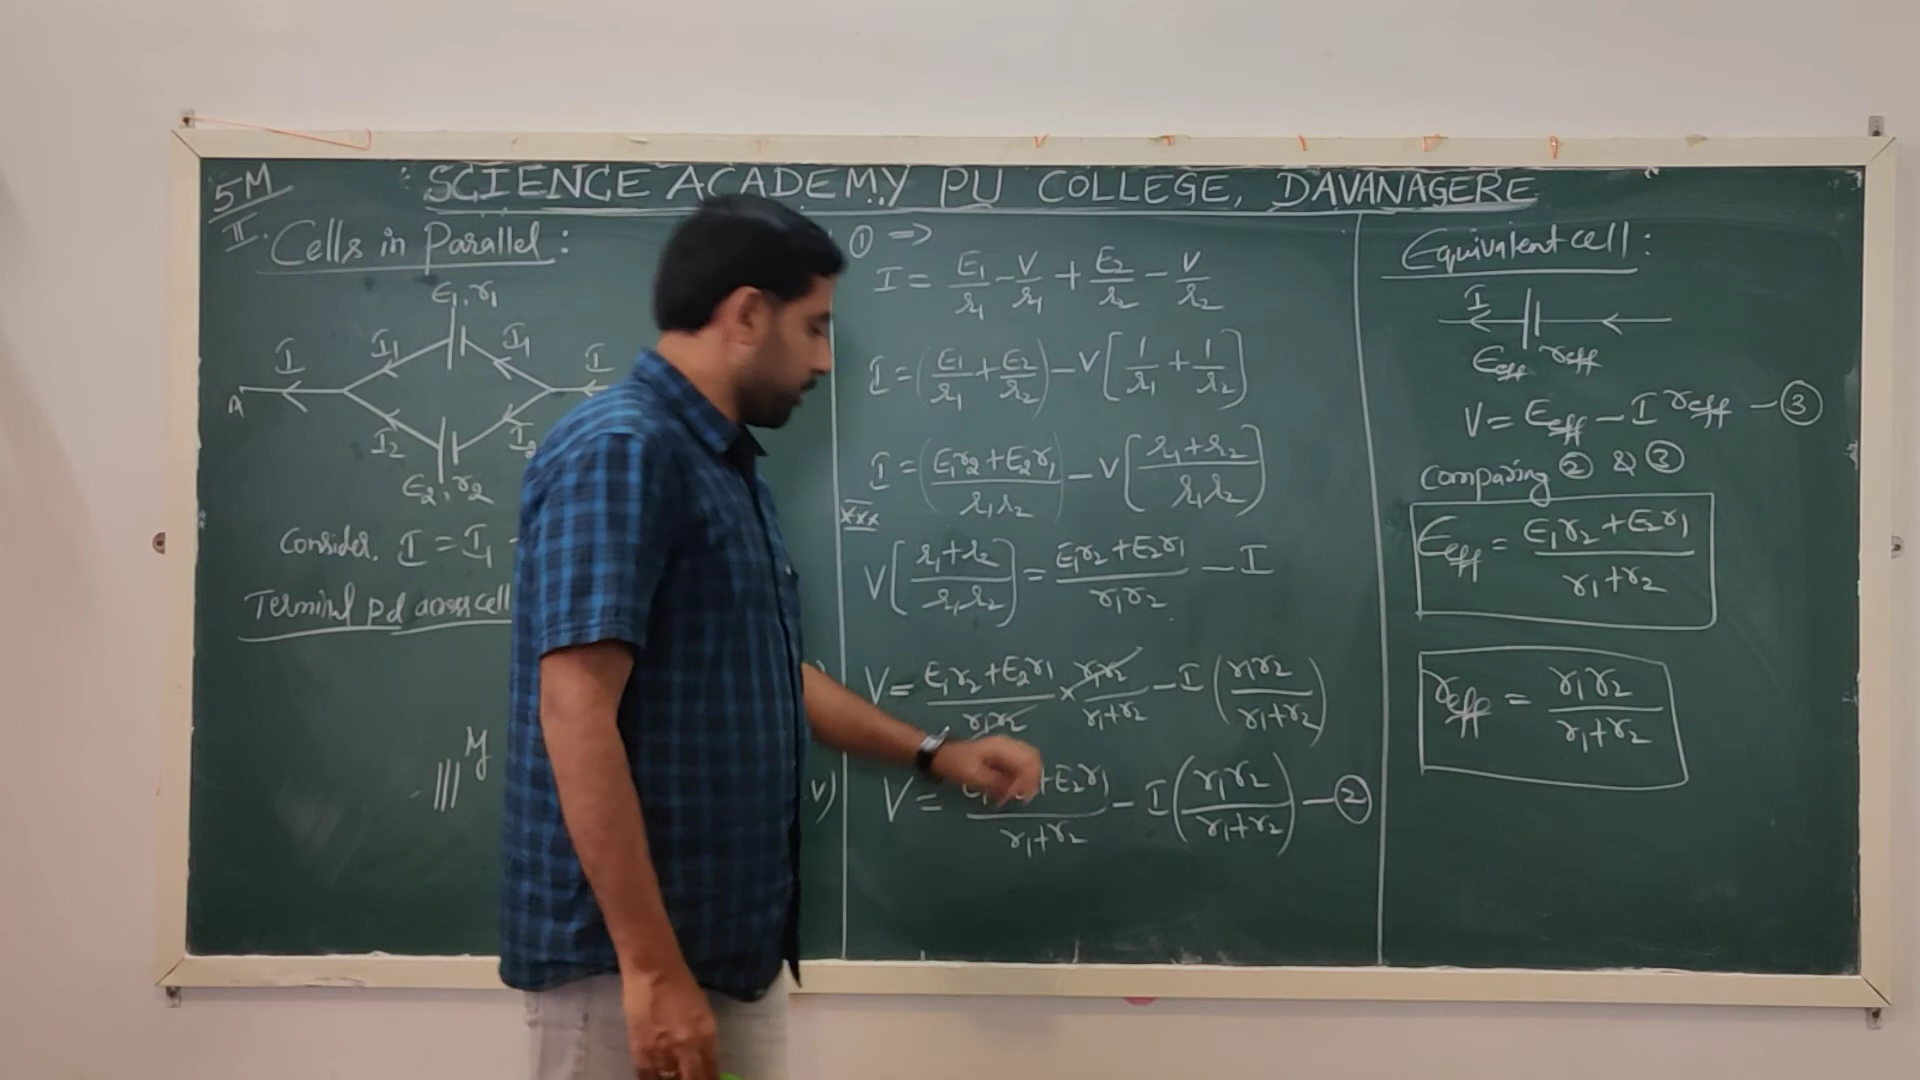 5M
SCIENCE ACADEMY PU COLLEGE, DAVANAGERE
II. Cells in Parallel :
E₁, r₁
I I₁ I₁ I
A
I₂ I₂
E₂, r₂
Consider, I = I₁
Terminal pd across cell
||| ly
v)
① ⇒
I = E₁/r₁ - V/r₁ + E₂/r₂ - V/r₂
I = (E₁/r₁ + E₂/r₂) - V[1/r₁ + 1/r₂]
I = (E₁r₂+E₂r₁/r₁r₂) - V[r₁+r₂/r₁r₂]
xxx
V[r₁+r₂/r₁r₂] = E₁r₂+E₂r₁/r₁r₂ - I
V = E₁r₂+E₂r₁/r₁r₂ × r₁r₂/r₁+r₂ - I(r₁r₂/r₁+r₂)
V = +E₂r₁/r₁+r₂ - I(r₁r₂/r₁+r₂) - ②
Equivalent cell :
I
Eeff reff
V = Eeff - I reff - ③
Comparing ② & ③
Eeff = E₁r₂+E₂r₁/r₁+r₂
reff = r₁r₂/r₁+r₂